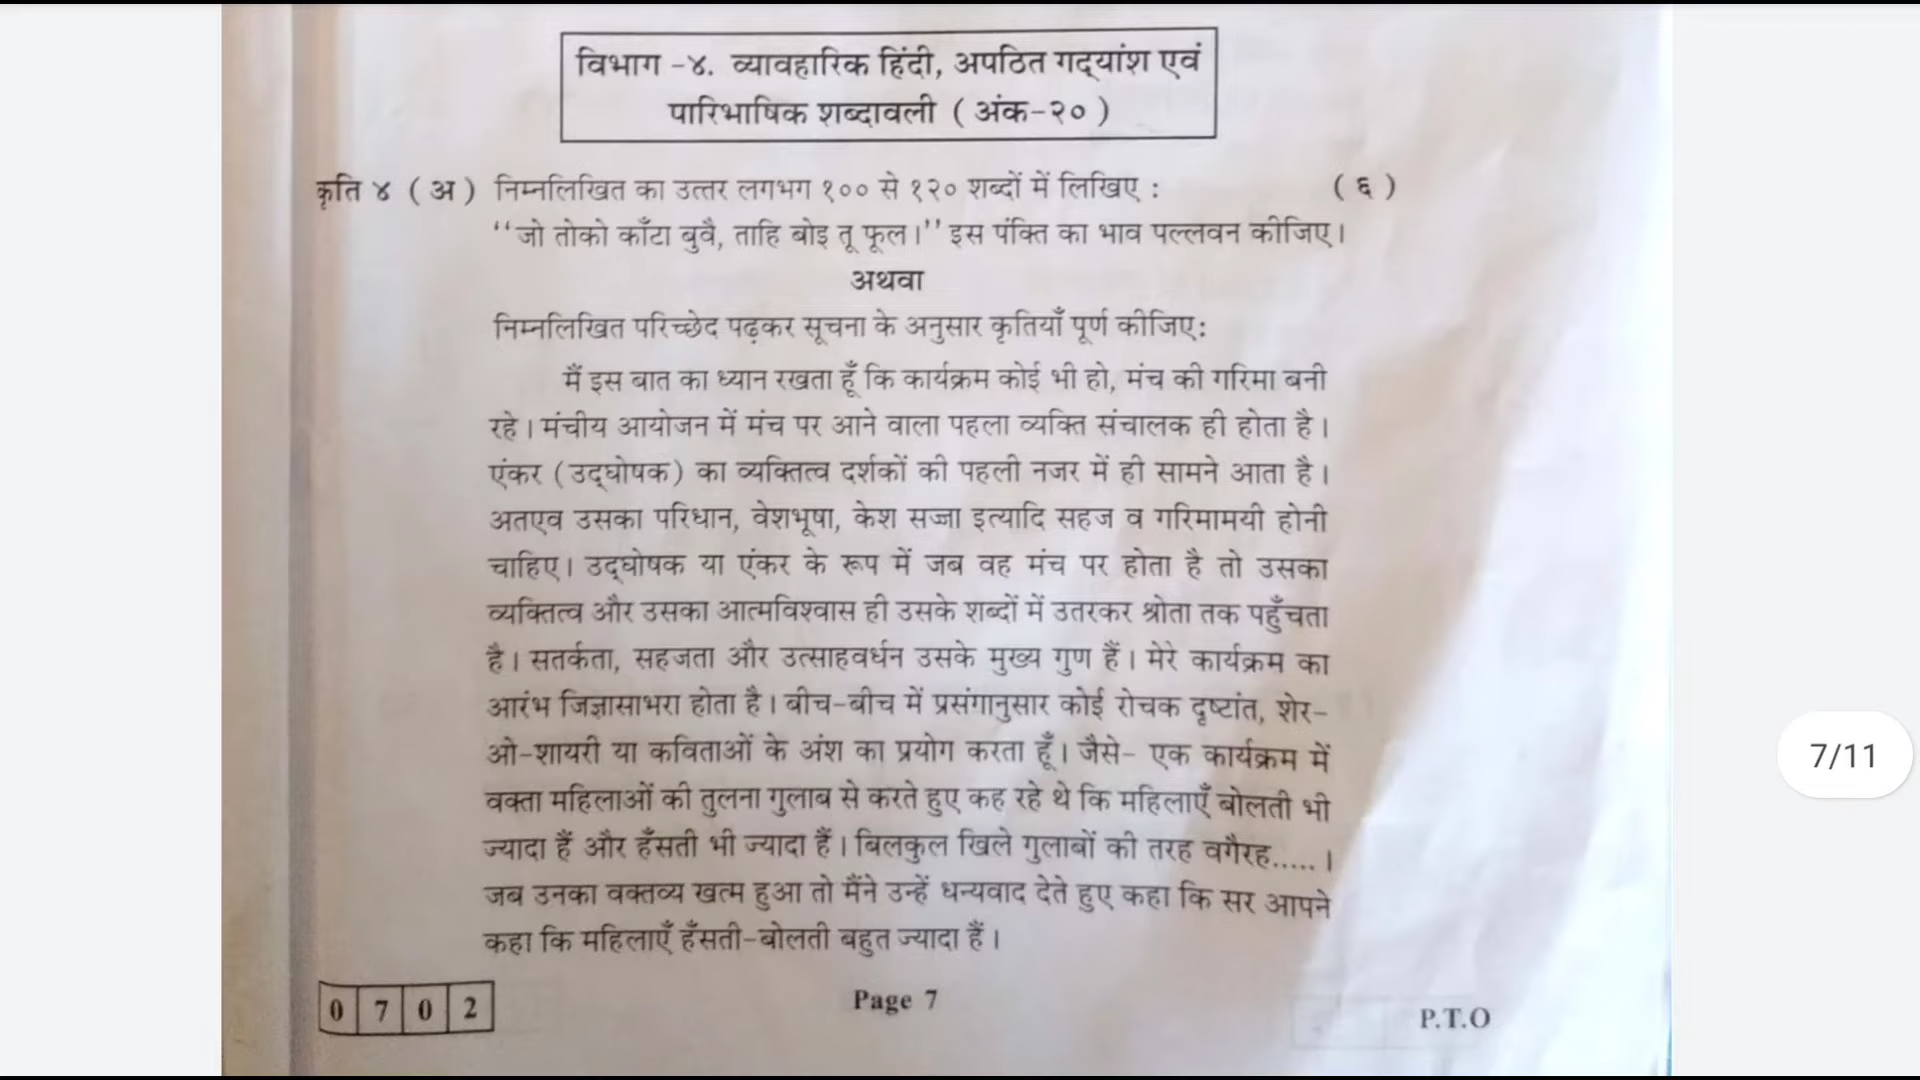 विभाग -४. व्यावहारिक हिंदी, अपठित गद्‌यांश एवं
पारिभाषिक शब्दावली ( अंक-२० )
कृति ४ ( अ ) निम्नलिखित का उत्तर लगभग १०० से १२० शब्दों में लिखिए : ( ६ )
‘‘जो तोको काँटा बुवै, ताहि बोइ तू फूल।’’ इस पंक्ति का भाव पल्लवन कीजिए।
अथवा
निम्नलिखित परिच्छेद पढ़कर सूचना के अनुसार कृतियाँ पूर्ण कीजिए:
मैं इस बात का ध्यान रखता हूँ कि कार्यक्रम कोई भी हो, मंच की गरिमा बनी
रहे। मंचीय आयोजन में मंच पर आने वाला पहला व्यक्ति संचालक ही होता है।
एंकर (उद्‌घोषक) का व्यक्तित्व दर्शकों की पहली नजर में ही सामने आता है।
अतएव उसका परिधान, वेशभूषा, केश सज्जा इत्यादि सहज व गरिमामयी होनी
चाहिए। उद्‌घोषक या एंकर के रूप में जब वह मंच पर होता है तो उसका
व्यक्तित्व और उसका आत्मविश्वास ही उसके शब्दों में उतरकर श्रोता तक पहुँचता
है। सतर्कता, सहजता और उत्साहवर्धन उसके मुख्य गुण हैं। मेरे कार्यक्रम का
आरंभ जिज्ञासाभरा होता है। बीच-बीच में प्रसंगानुसार कोई रोचक दृष्टांत, शेर-
ओ-शायरी या कविताओं के अंश का प्रयोग करता हूँ। जैसे- एक कार्यक्रम में
वक्ता महिलाओं की तुलना गुलाब से करते हुए कह रहे थे कि महिलाएँ बोलती भी
ज्यादा हैं और हँसती भी ज्यादा हैं। बिलकुल खिले गुलाबों की तरह वगैरह.....।
जब उनका वक्तव्य खत्म हुआ तो मैंने उन्हें धन्यवाद देते हुए कहा कि सर आपने
कहा कि महिलाएँ हँसती-बोलती बहुत ज्यादा हैं।
0 7 0 2
Page 7
P.T.O
7/11